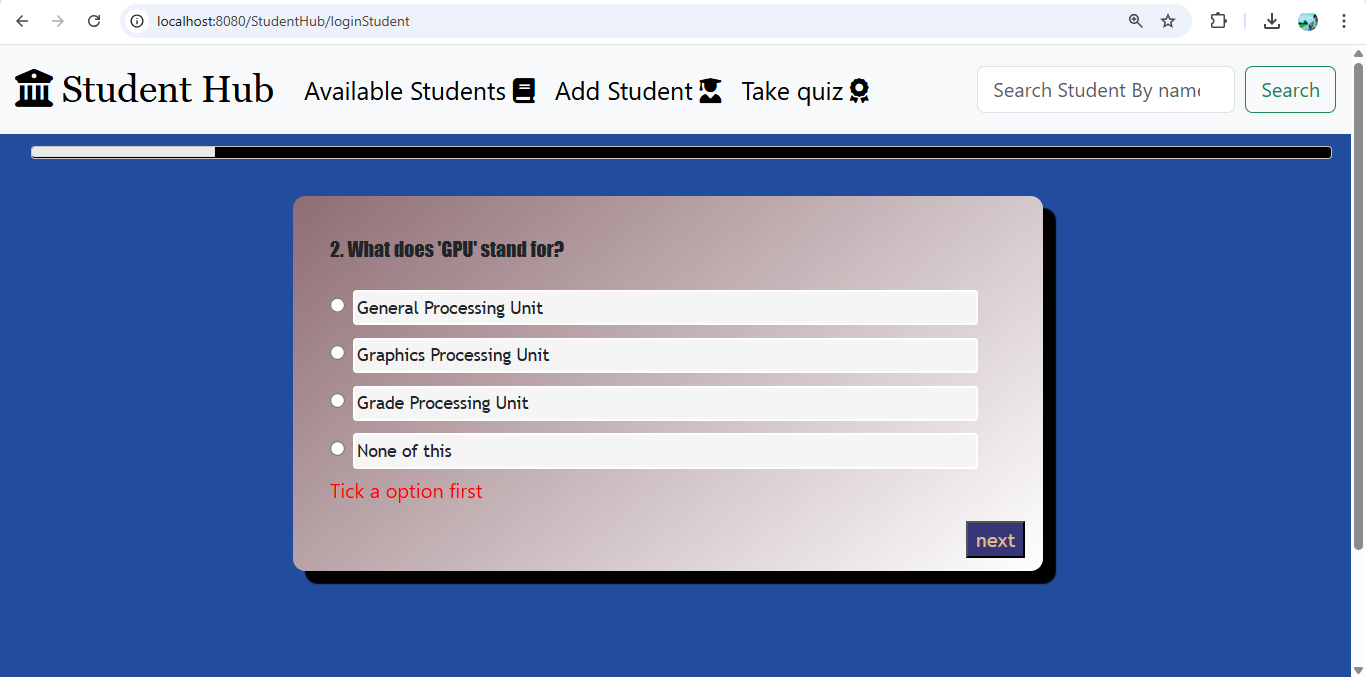 localhost:8080/StudentHub/loginStudent
Student Hub Available Students Add Student Take quiz Search Student By name Search
2. What does 'GPU' stand for?
General Processing Unit
Graphics Processing Unit
Grade Processing Unit
None of this
Tick a option first
next